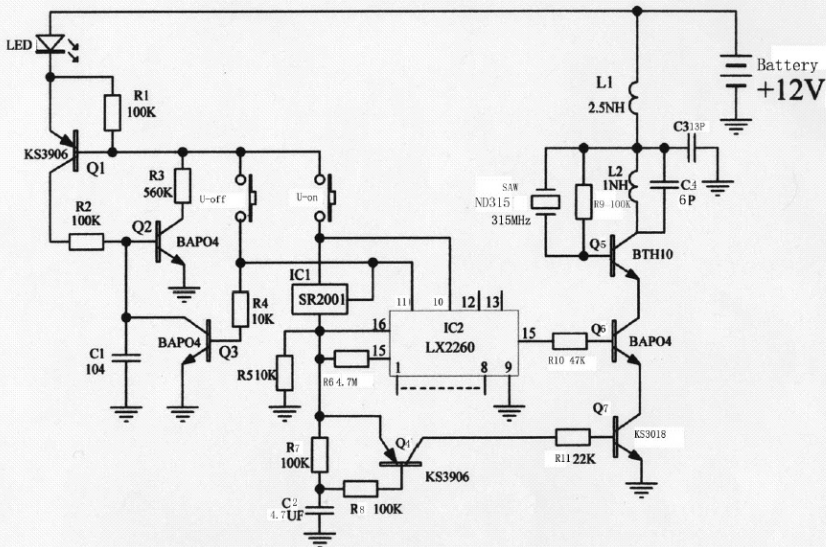 LED
R1
100K
KS3906
Q1
R3
560K
R2
100K
Q2
BAPO4
BAPO4
Q3
C1
104
U-off
U-on
R4
10K
IC1
SR2001
R510K
R6 4.7M
16
15
11
10
12
13
IC2
LX2260
1
8
9
15
R7
100K
C2
4.7UF
R8 100K
Q4
KS3906
R10 47K
R11 22K
Q6
BAPO4
Q7
KS3018
Q5
BTH10
SAW
ND315
315MHz
R9 100K
L1
2.5NH
L2
1NH
C3 13P
C4
6P
Battery
+12V